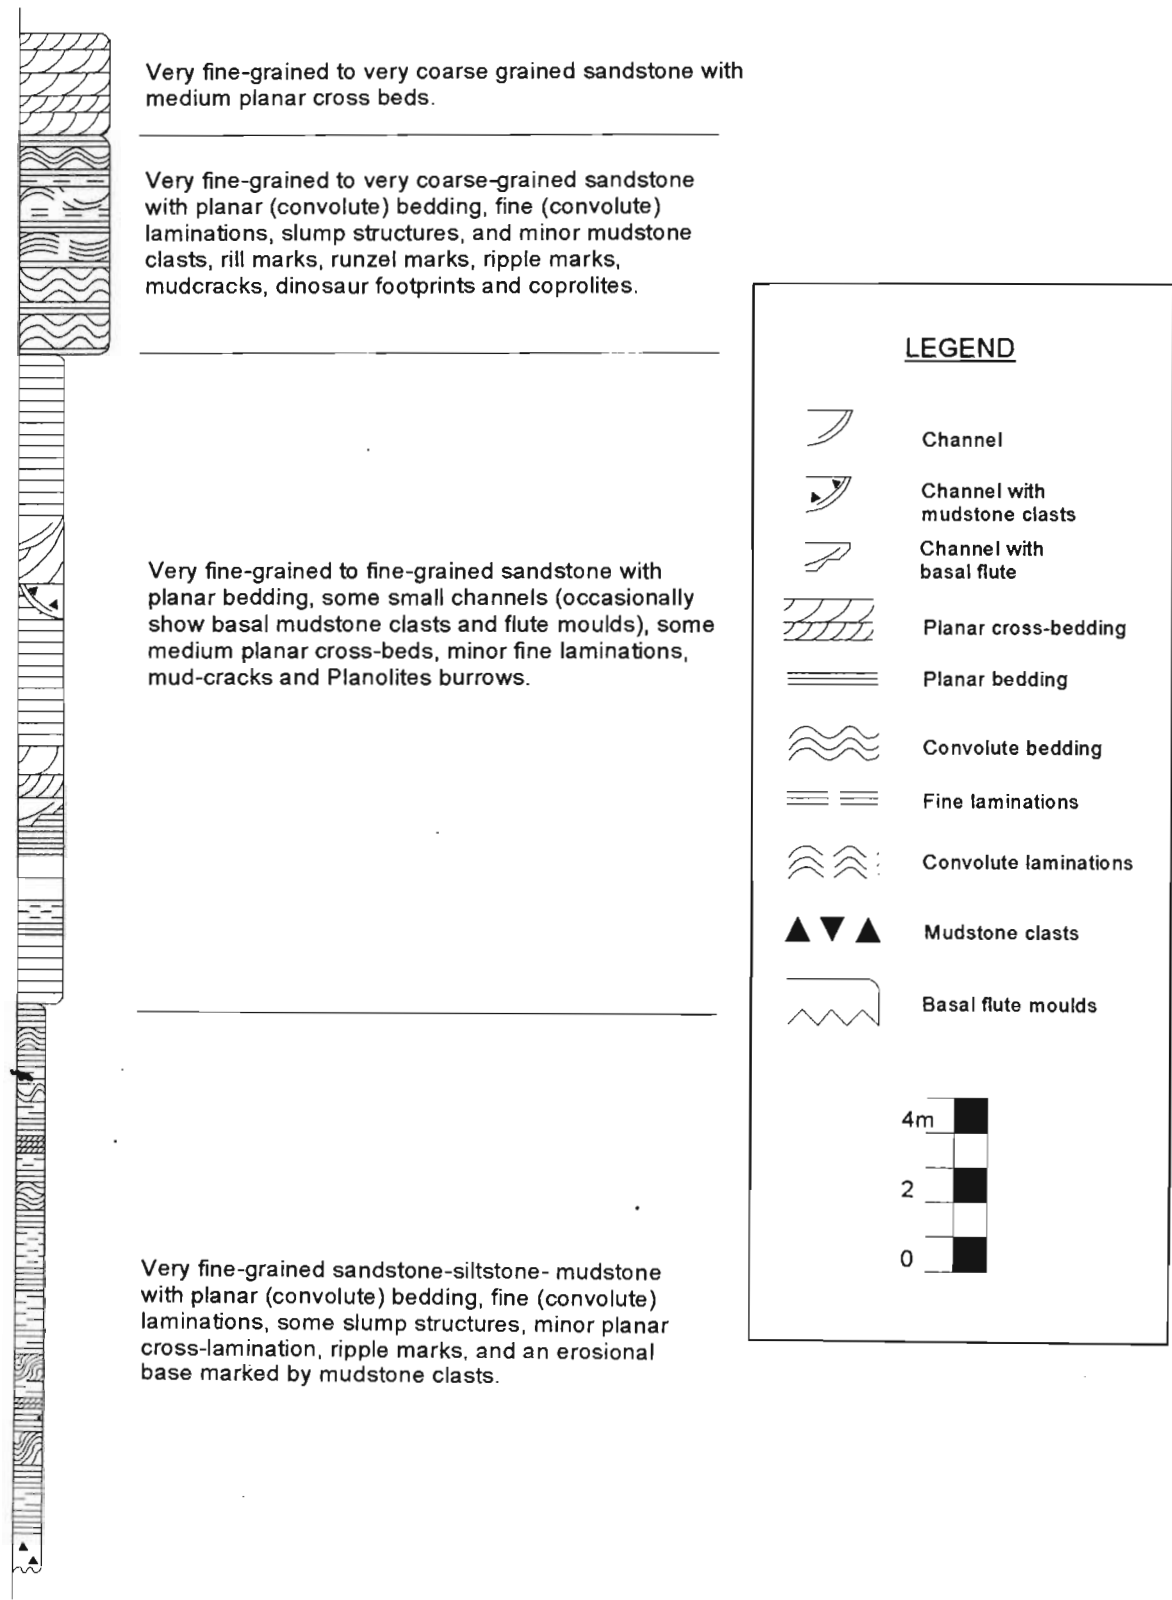 Very fine-grained to very coarse grained sandstone with
medium planar cross beds.
Very fine-grained to very coarse-grained sandstone
with planar (convolute) bedding, fine (convolute)
laminations, slump structures, and minor mudstone
clasts, rill marks, runzel marks, ripple marks,
mudcracks, dinosaur footprints and coprolites.
Very fine-grained to fine-grained sandstone with
planar bedding, some small channels (occasionally
show basal mudstone clasts and flute moulds), some
medium planar cross-beds, minor fine laminations,
mud-cracks and Planolites burrows.
Very fine-grained sandstone-siltstone- mudstone
with planar (convolute) bedding, fine (convolute)
laminations, some slump structures, minor planar
cross-lamination, ripple marks, and an erosional
base marked by mudstone clasts.
LEGEND
Channel
Channel with
mudstone clasts
Channel with
basal flute
Planar cross-bedding
Planar bedding
Convolute bedding
Fine laminations
Convolute laminations
Mudstone clasts
Basal flute moulds
4m
2
0